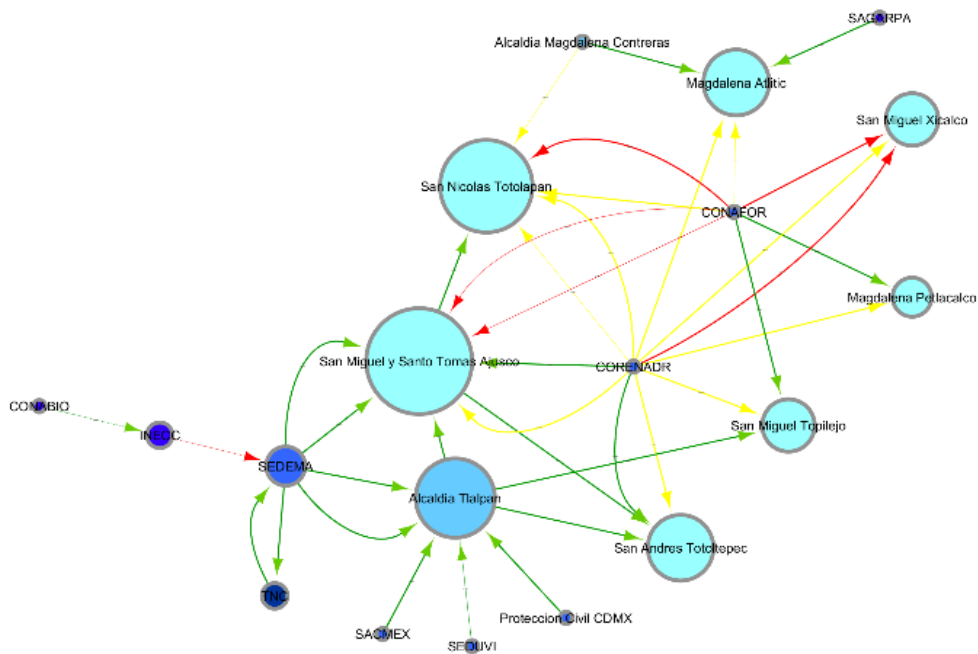 SAGARPA
Alcaldia Magdalena Contreras
Magdalena Atlitic
San Miguel Xicalco
San Nicolas Totolapan
CONAFOR
Magdalena Petlacalco
San Miguel y Santo Tomas Ajusco
CORENADR
CONABIO
San Miguel Topilejo
INECC
SEDEMA
Alcaldia Tlalpan
San Andres Totoltepec
TNC
Proteccion Civil CDMX
SACMEX
SEDUVI